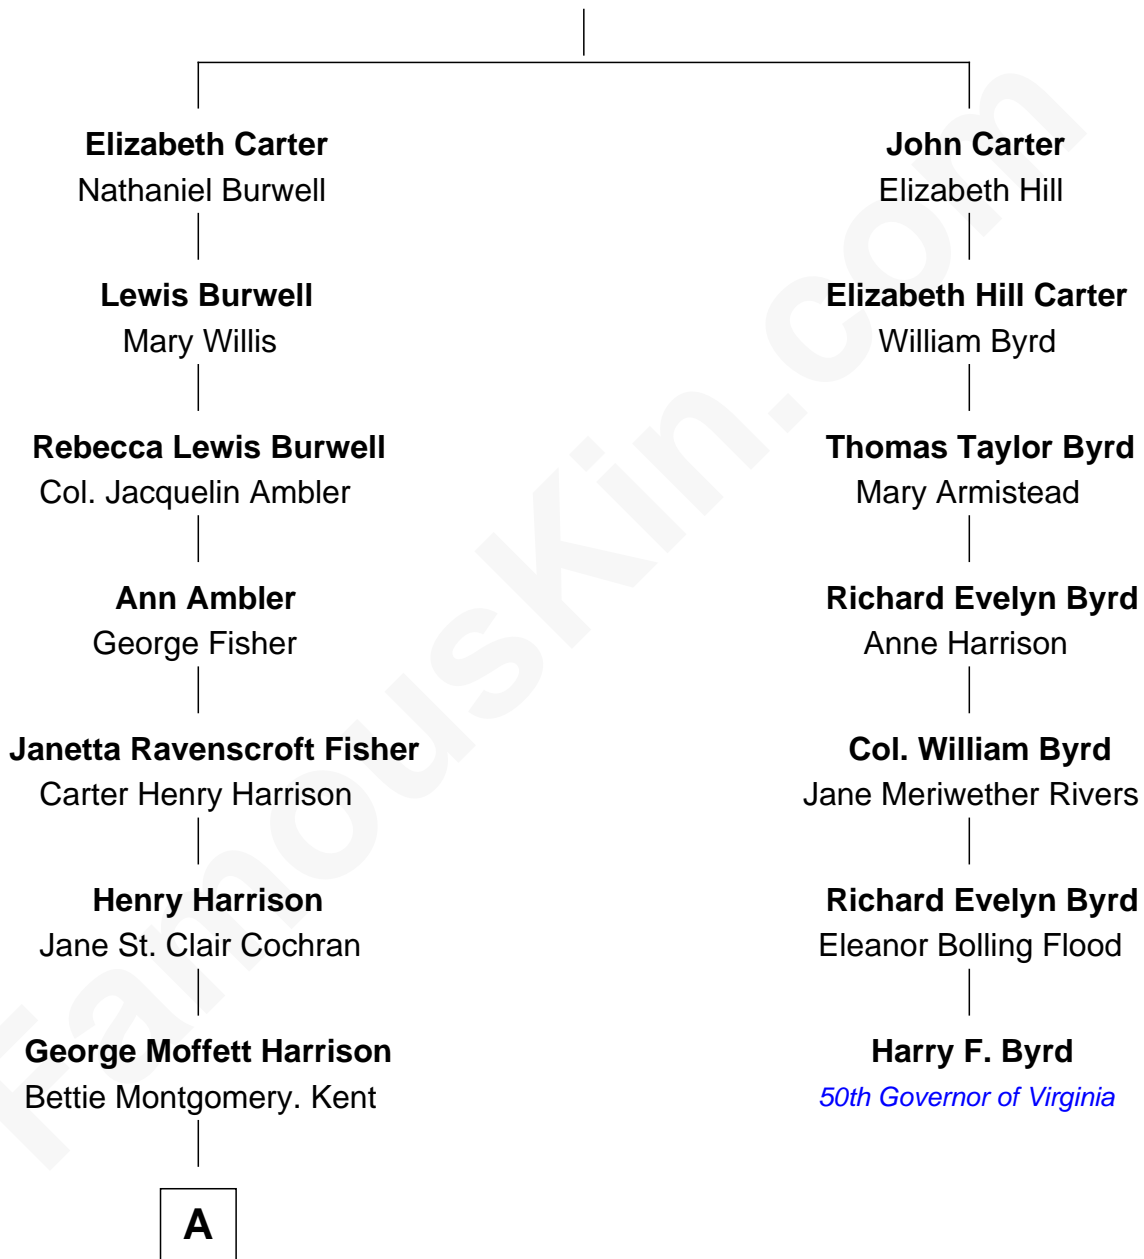 Elizabeth Carter
Nathaniel Burwell
Lewis Burwell
Mary Willis
Rebecca Lewis Burwell
Col. Jacquelin Ambler
Ann Ambler
George Fisher
Janetta Ravenscroft Fisher
Carter Henry Harrison
Henry Harrison
Jane St. Clair Cochran
George Moffett Harrison
Bettie Montgomery. Kent
A
John Carter
Elizabeth Hill
Elizabeth Hill Carter
William Byrd
Thomas Taylor Byrd
Mary Armistead
Richard Evelyn Byrd
Anne Harrison
Col. William Byrd
Jane Meriwether Rivers
Richard Evelyn Byrd
Eleanor Bolling Flood
Harry F. Byrd
50th Governor of Virginia
FamousKin.com